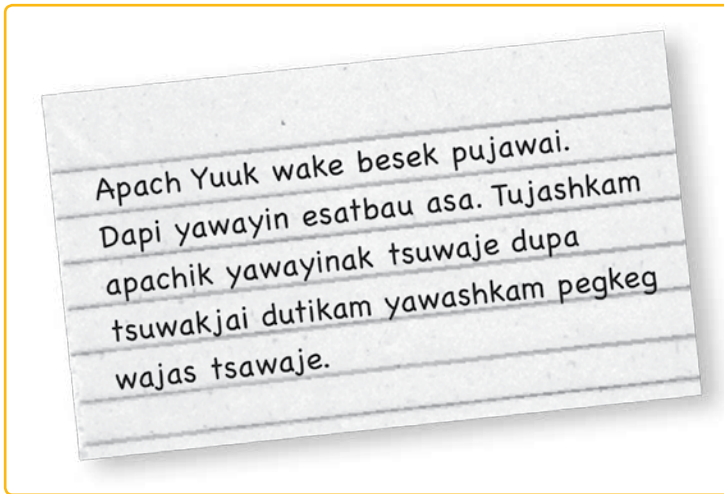 Apach Yuuk wake besek pujawai.
Dapi yawayin esatbau asa. Tujashkam
apachik yawayinak tsuwaje dupa
tsuwakjai dutikam yawashkam pegkeg
wajas tsawaje.